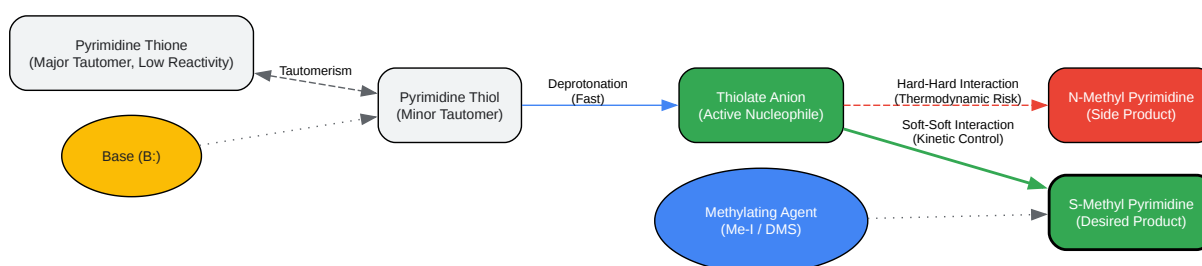 Pyrimidine Thione
(Major Tautomer, Low Reactivity)
Tautomerism
Base (B:)
Pyrimidine Thiol
(Minor Tautomer)
Deprotonation
(Fast)
Thiolate Anion
(Active Nucleophile)
Methylating Agent
(Me-I / DMS)
Hard-Hard Interaction
(Thermodynamic Risk)
Soft-Soft Interaction
(Kinetic Control)
N-Methyl Pyrimidine
(Side Product)
S-Methyl Pyrimidine
(Desired Product)